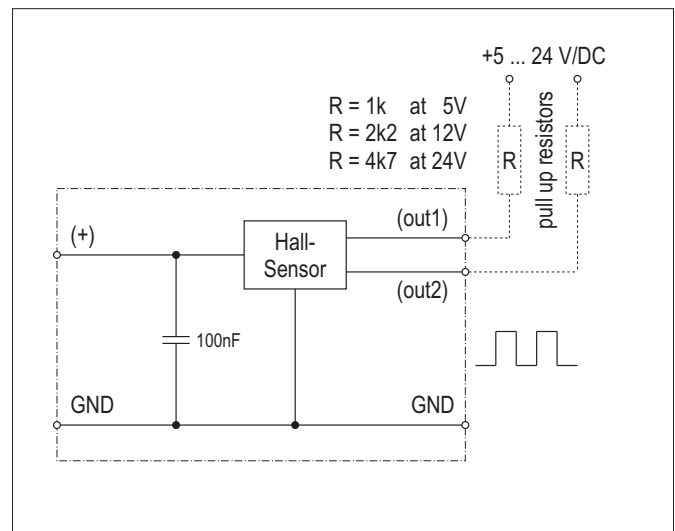 +5 ... 24 V/DC
R = 1k at 5V
R = 2k2 at 12V
R = 4k7 at 24V
R
pull up resistors
R
(+)
Hall-
Sensor
(out1)
(out2)
100nF
GND
GND